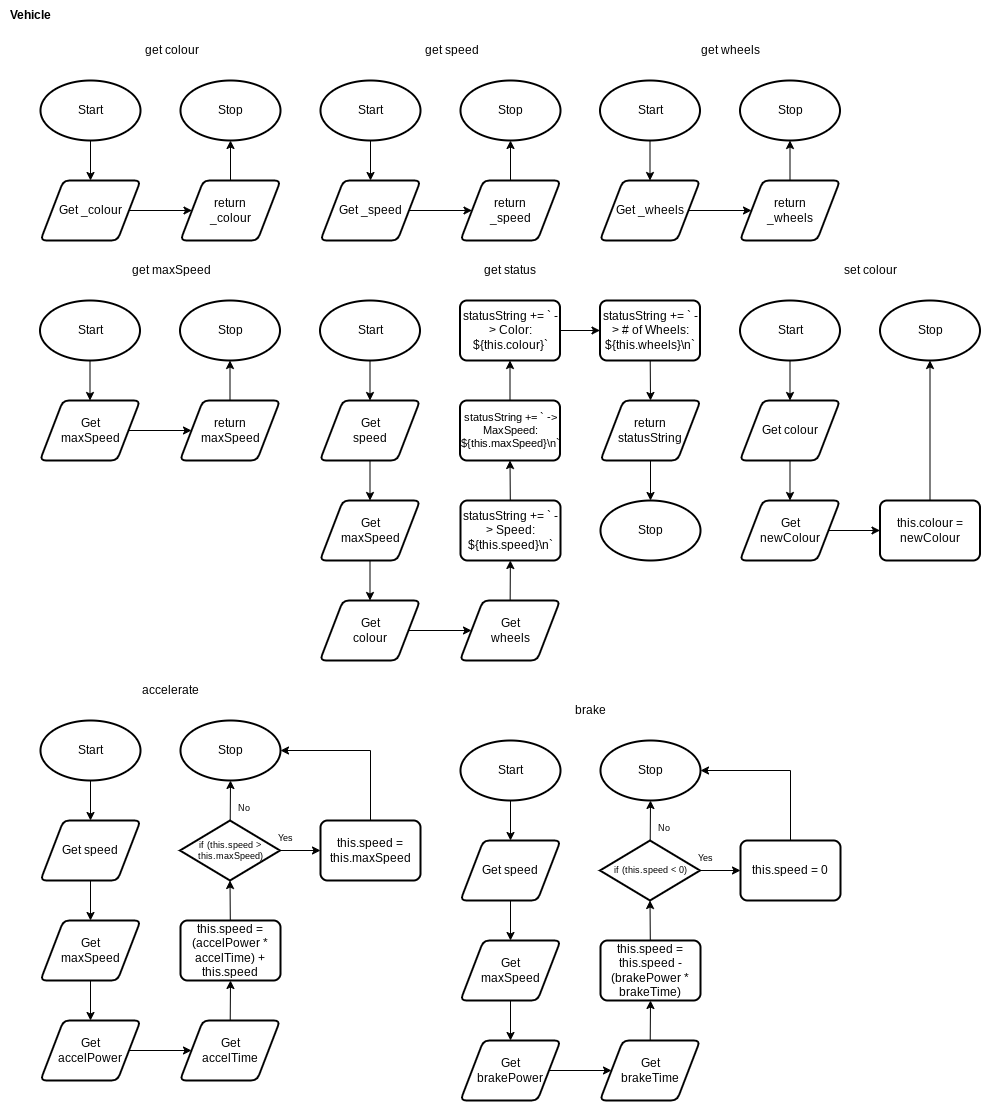 Vehicle
get colour
Start
Stop
Get _colour
return
_colour
get speed
Start
Stop
Get _speed
return
_speed
get wheels
Start
Stop
Get _wheels
return
_wheels
get maxSpeed
Start
Stop
Get
maxSpeed
return
maxSpeed
get status
Start
Get
speed
Get
maxSpeed
Get
colour
Get
wheels
statusString += ` -
> Speed:
${this.speed}\n`
statusString += ` ->
MaxSpeed:
${this.maxSpeed}\n`
statusString += ` -
> Color:
${this.colour}`
statusString += ` -
> # of Wheels:
${this.wheels}\n`
return
statusString
Stop
set colour
Start
Stop
Get colour
Get
newColour
this.colour =
newColour
accelerate
Start
Get speed
Get
maxSpeed
Get
accelPower
Get
accelTime
this.speed =
(accelPower *
accelTime) +
this.speed
if (this.speed >
this.maxSpeed)
No
Yes
this.speed =
this.maxSpeed
Stop
brake
Start
Get speed
Get
maxSpeed
Get
brakePower
Get
brakeTime
this.speed =
this.speed -
(brakePower *
brakeTime)
if (this.speed < 0)
No
Yes
this.speed = 0
Stop